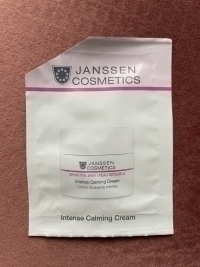 JANSSEN
COSMETICS
JANSSEN
COSMETICS
Intense Calming Cream
Intense Calming Cream